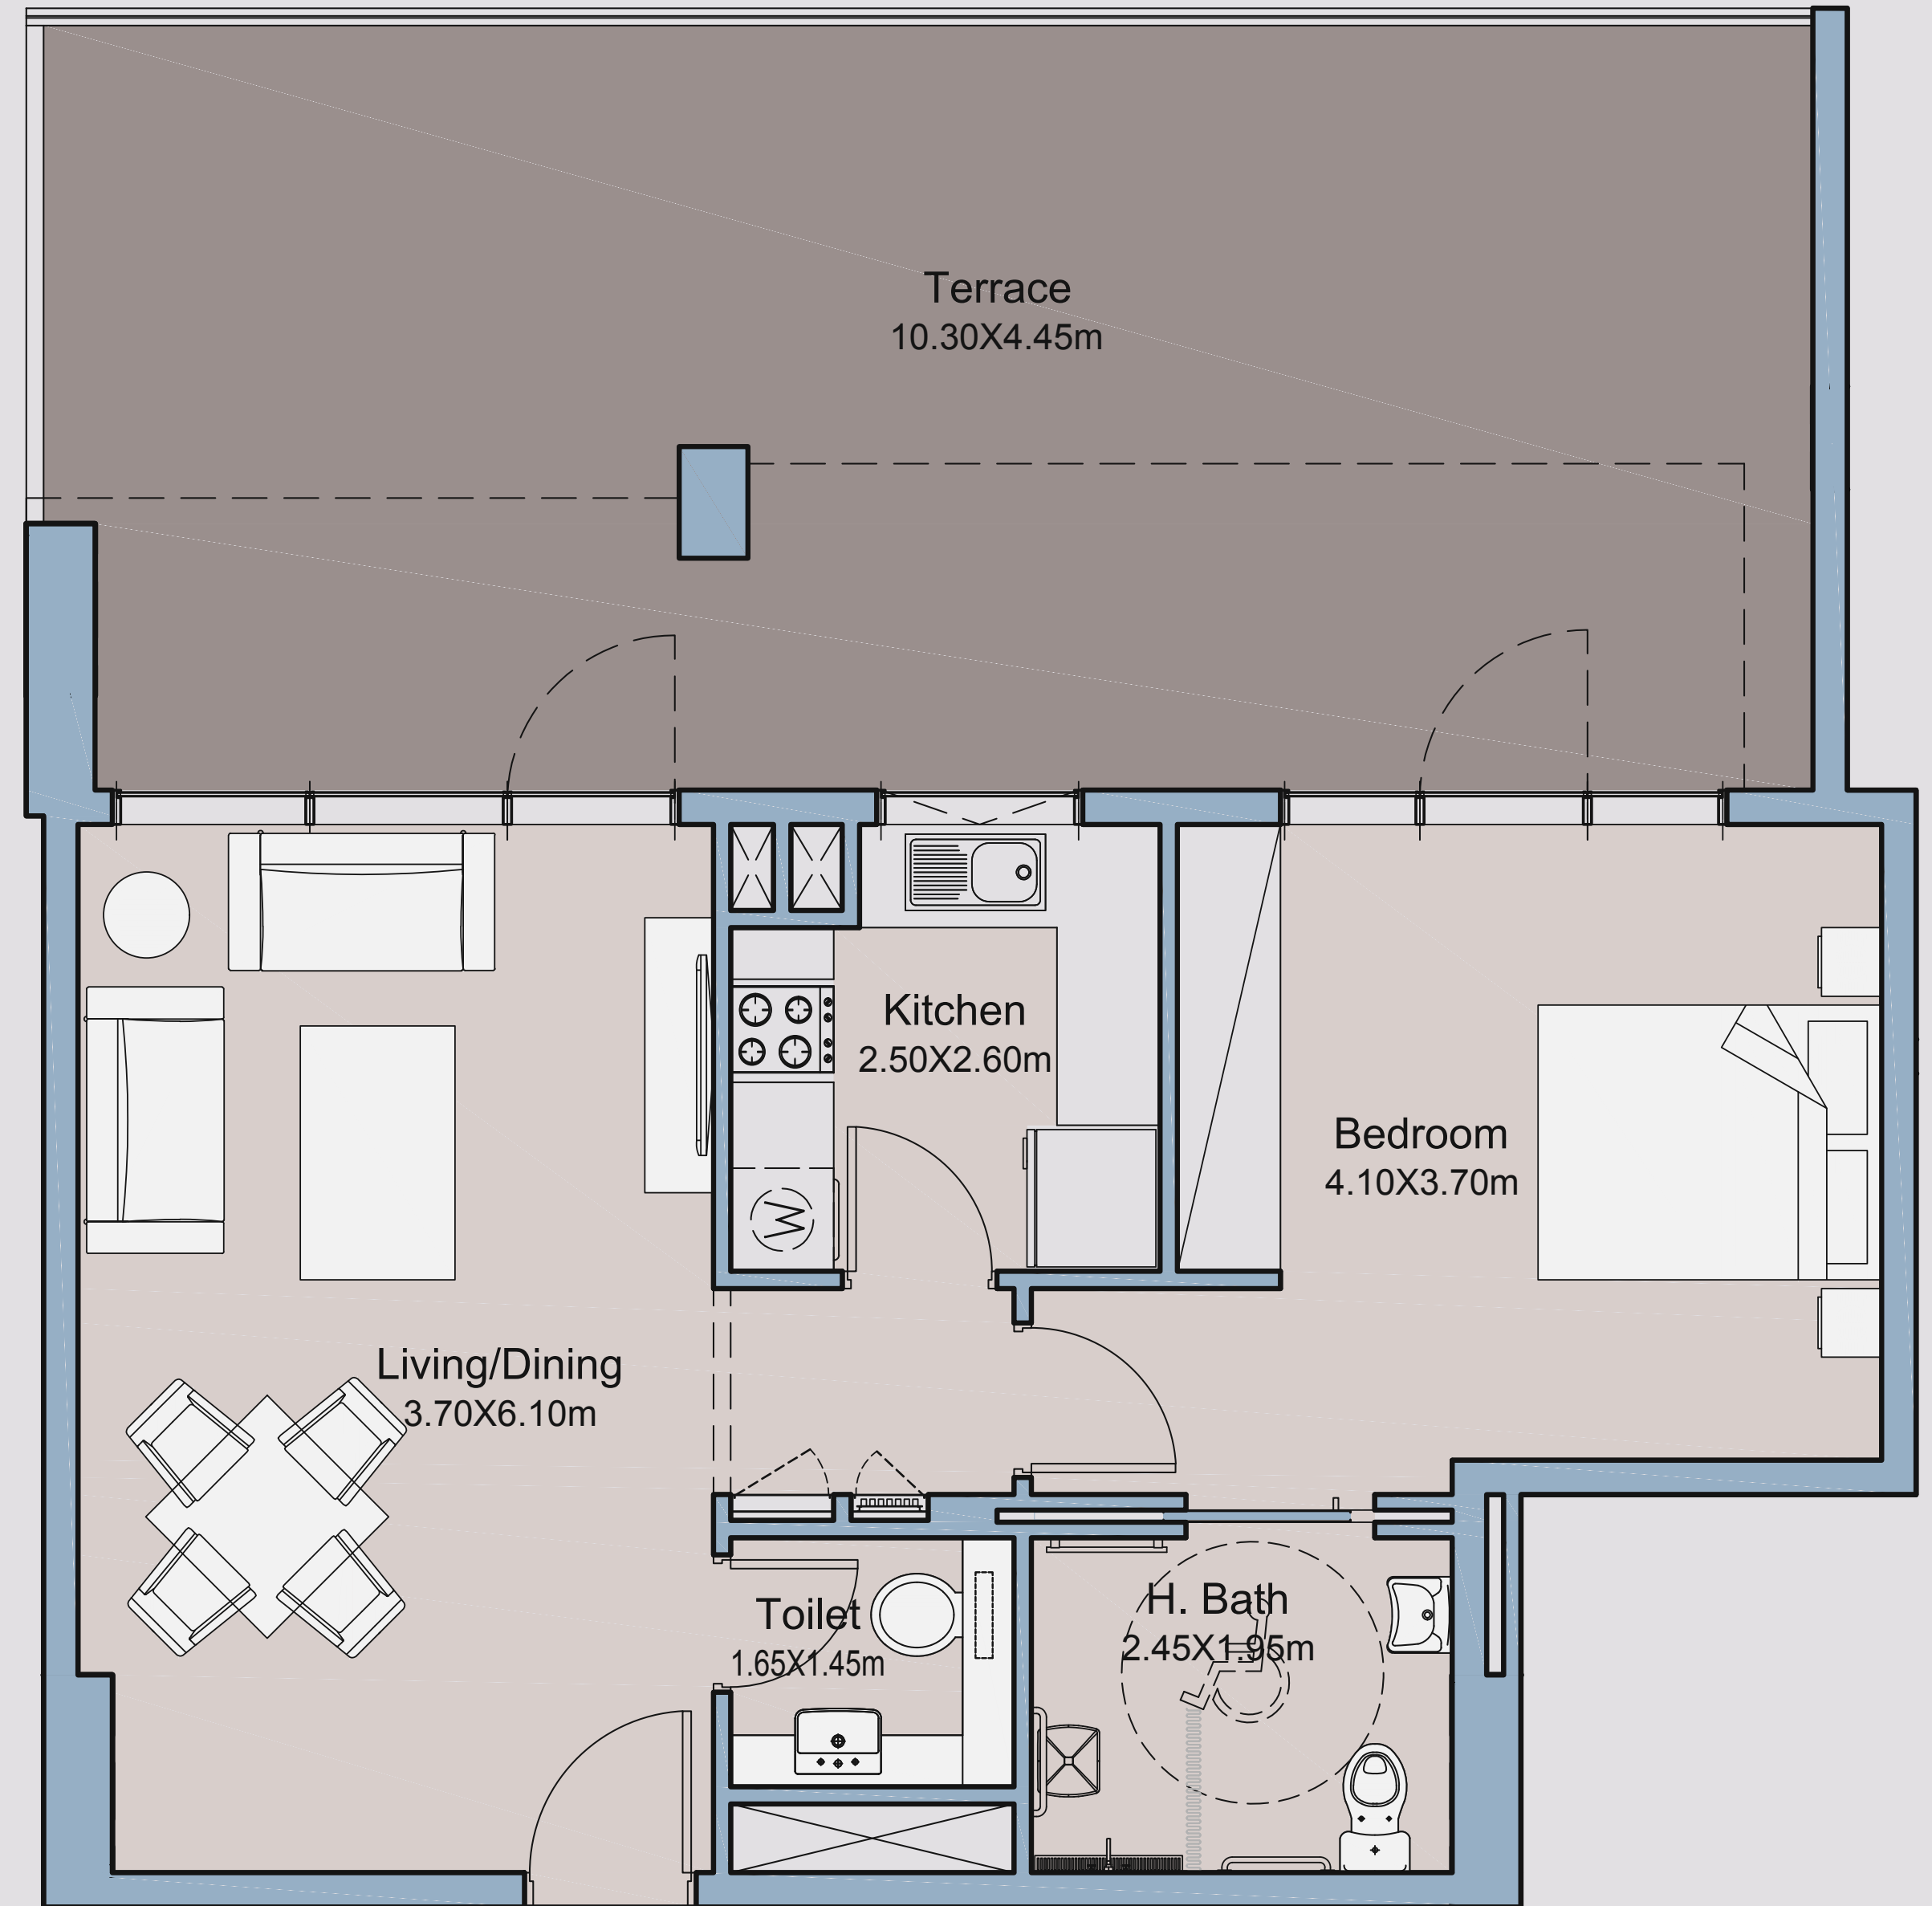 Terrace
10.30X4.45m
Kitchen
2.50X2.60m
Bedroom
4.10X3.70m
W
Living/Dining
3.70X6.10m
Toilet
1.65X1.45m
H. Bath
2.45X1.95m